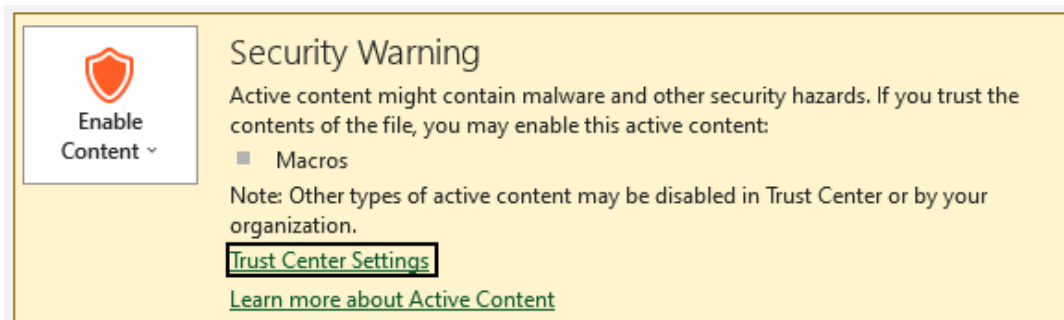 Enable
Content
Security Warning
Active content might contain malware and other security hazards. If you trust the
contents of the file, you may enable this active content:
Macros
Note: Other types of active content may be disabled in Trust Center or by your
organization.
Trust Center Settings
Learn more about Active Content